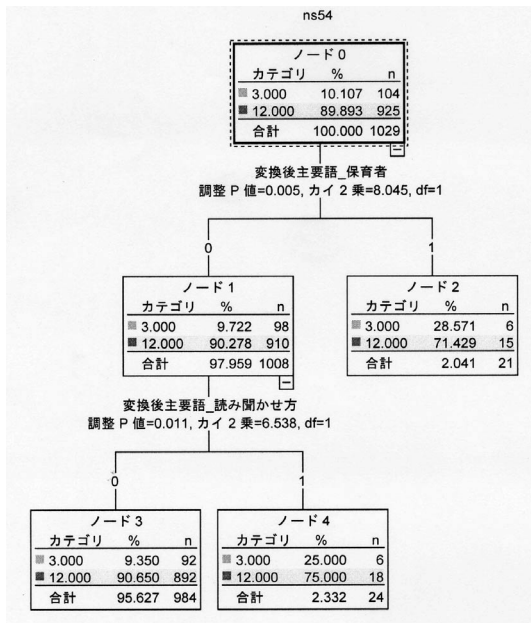 ns54
ノード 0
カテゴリ % n
3.000 10.107 104
12.000 89.893 925
合計 100.000 1029
変換後主要語_保育者
調整 P 値=0.005, カイ 2 乗=8.045, df=1
0 1
ノード 1
カテゴリ % n
3.000 9.722 98
12.000 90.278 910
合計 97.959 1008
ノード 2
カテゴリ % n
3.000 28.571 6
12.000 71.429 15
合計 2.041 21
変換後主要語_読み聞かせ方
調整 P 値=0.011, カイ 2 乗=6.538, df=1
0 1
ノード 3
カテゴリ % n
3.000 9.350 92
12.000 90.650 892
合計 95.627 984
ノード 4
カテゴリ % n
3.000 25.000 6
12.000 75.000 18
合計 2.332 24